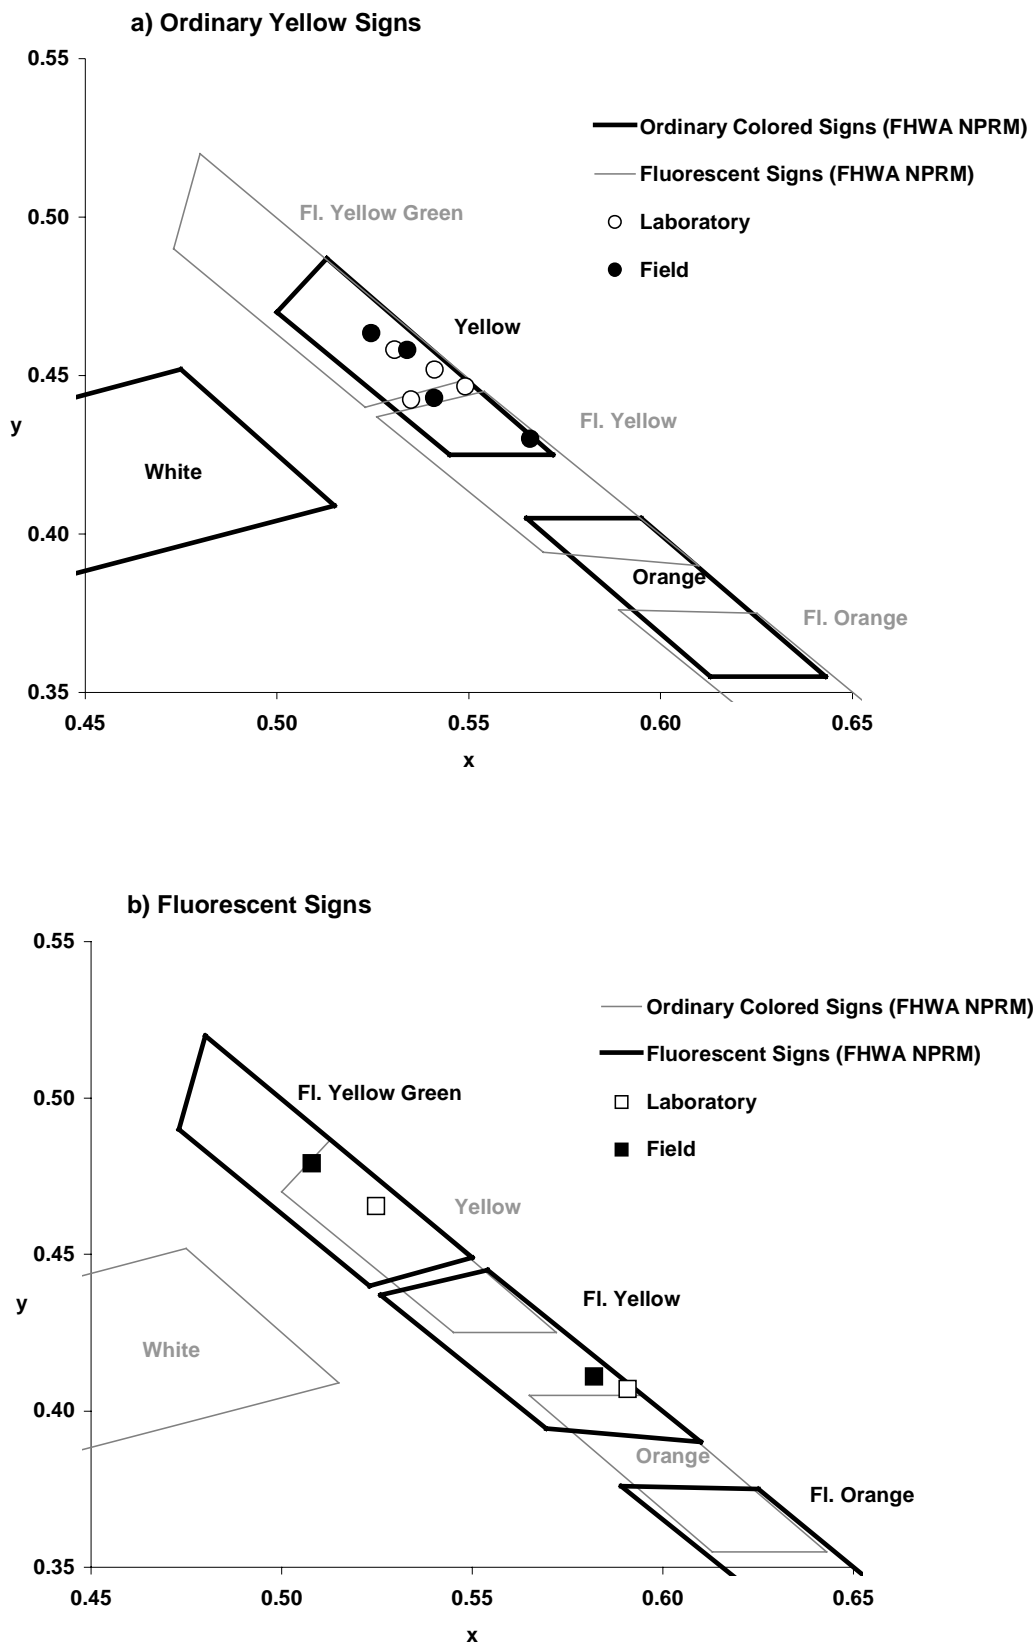 a) Ordinary Yellow Signs
0.55
Ordinary Colored Signs (FHWA NPRM)
Fluorescent Signs (FHWA NPRM)
Fl. Yellow Green
0.50
Laboratory
Field
Yellow
0.45
y
Fl. Yellow
White
0.40
Orange
Fl. Orange
0.35
0.45 0.50 0.55 0.60 0.65
x
b) Fluorescent Signs
0.55
Ordinary Colored Signs (FHWA NPRM)
Fluorescent Signs (FHWA NPRM)
Fl. Yellow Green
0.50
Laboratory
Field
Yellow
0.45
y
Fl. Yellow
White
0.40
Orange
Fl. Orange
0.35
0.45 0.50 0.55 0.60 0.65
x